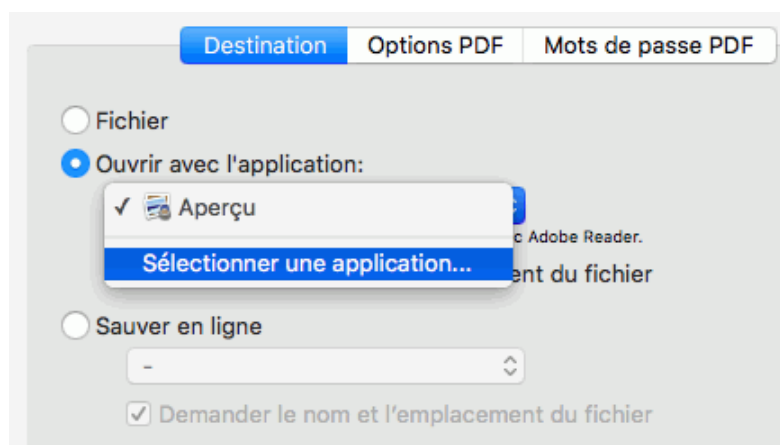 Destination Options PDF Mots de passe PDF
Fichier
Ouvrir avec l'application:
✓ Aperçu
Adobe Reader.
Sélectionner une application...
du fichier
Sauver en ligne
-
Demander le nom et l'emplacement du fichier